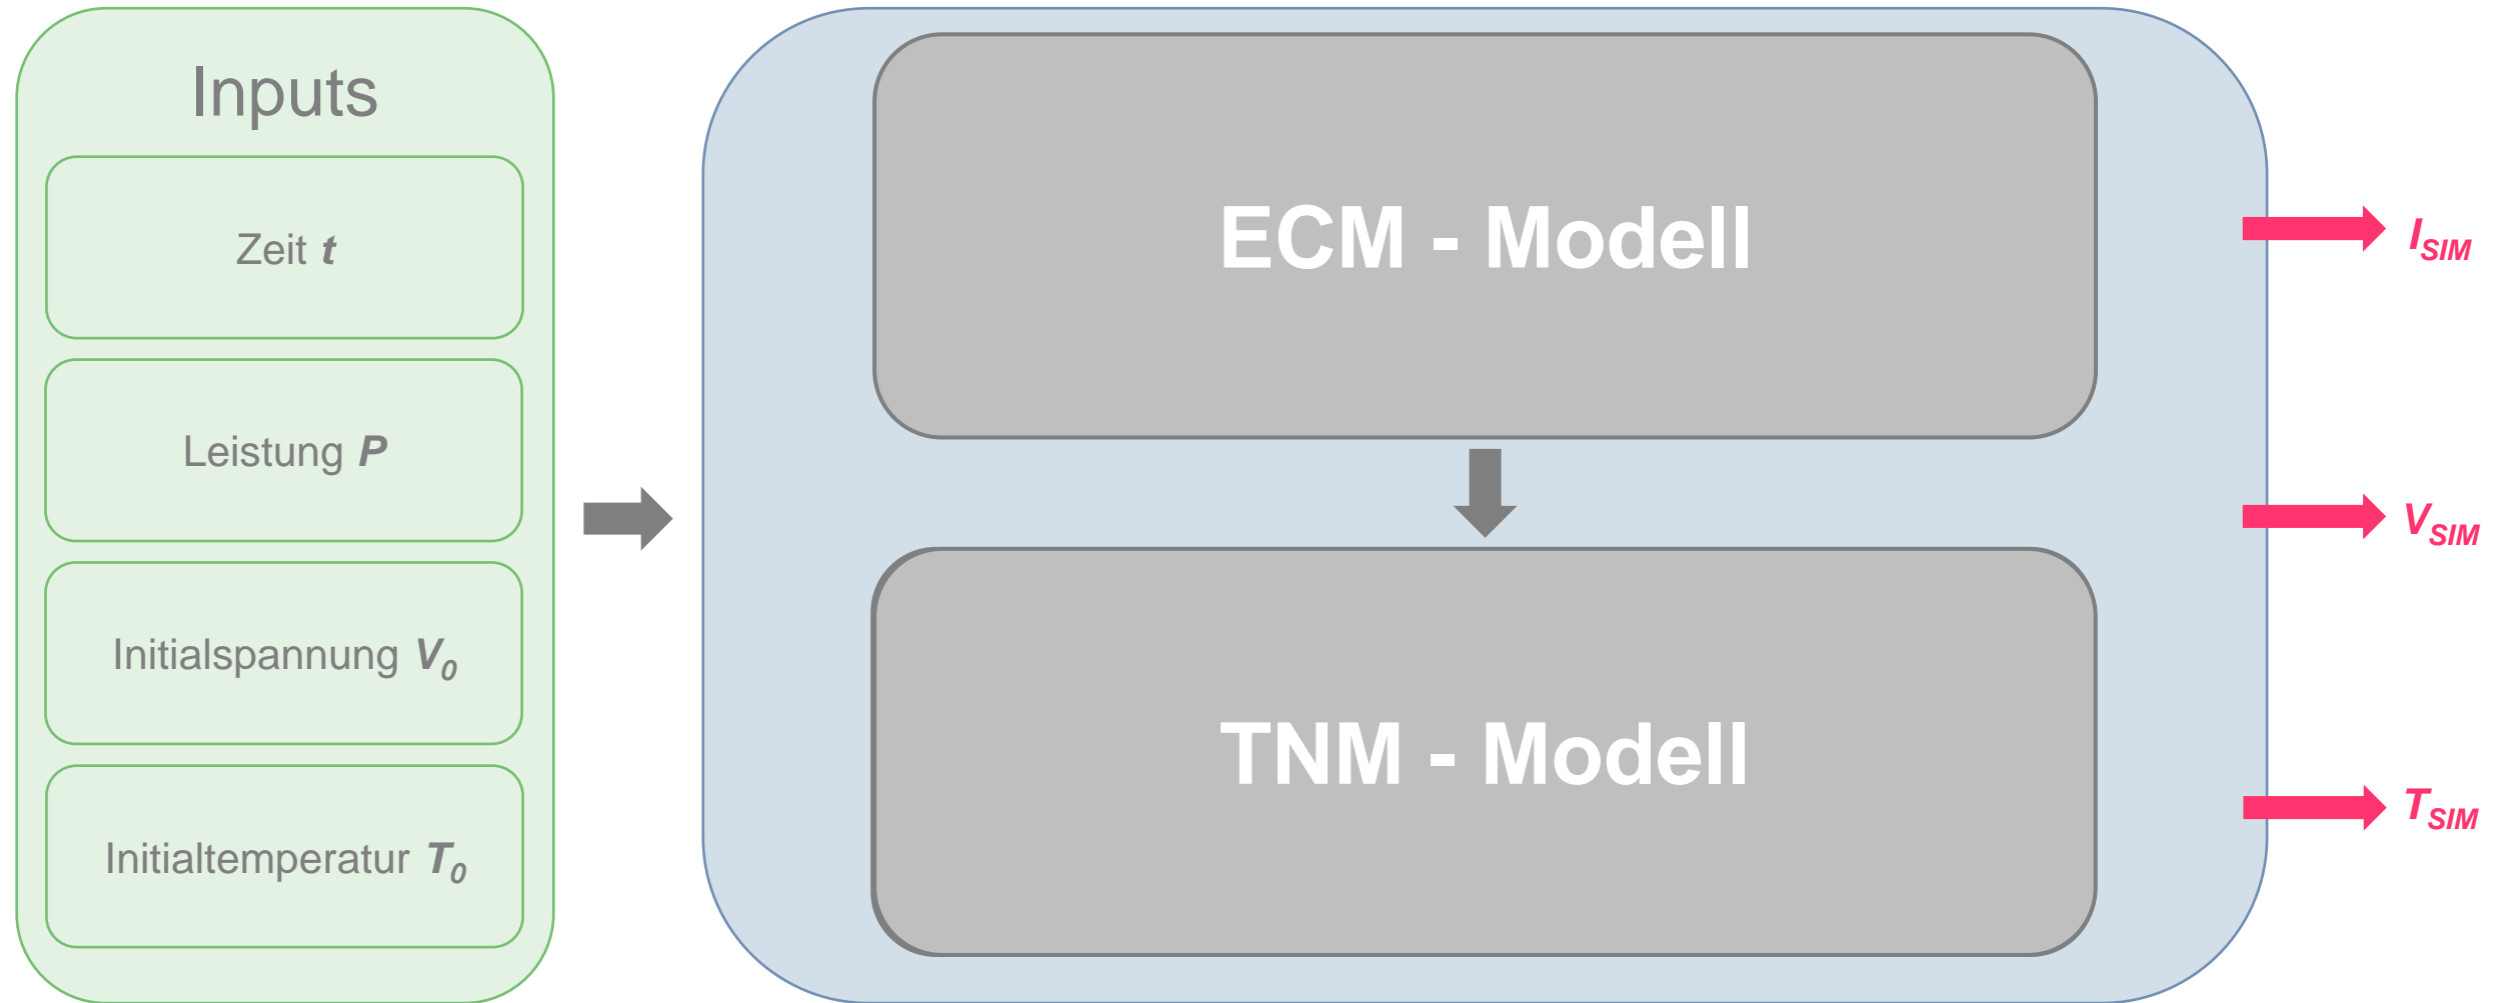 Inputs
Zeit t
Leistung P
Initialspannung V0
Initialtemperatur T0
ECM - Modell
TNM - Modell
ISIM
VSIM
TSIM